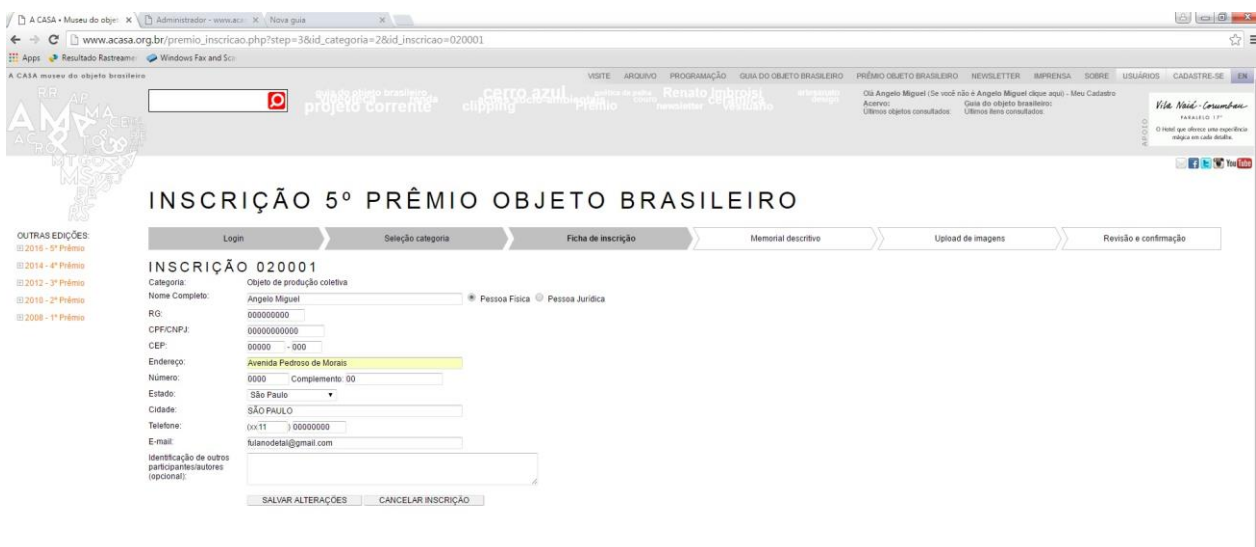 A CASA • Museu do obje
Administrador - www.aca
Nova guia
www.acasa.org.br/premio_inscricao.php?step=3&id_categoria=2&id_inscricao=020001
Apps
Resultado Rastreame
Windows Fax and Sca
A CASA museu do objeto brasileiro
VISITE ARQUIVO PROGRAMAÇÃO GUIA DO OBJETO BRASILEIRO PRÊMIO OBJETO BRASILEIRO NEWSLETTER IMPRENSA SOBRE USUÁRIOS CADASTRE-SE EN
projeto corrente
clipping
cerro azul
Prêmio
Renato Imbroisi
newsletter
artesanato
design
Olá Angelo Miguel (Se você não é Angelo Miguel clique aqui) - Meu Cadastro
Acervo:
Últimos objetos consultados:
Guia do objeto brasileiro:
Últimos itens consultados:
APOIO
Vila Naiá - Corumbau
PARALELO 17°
O Hotel que oferece uma experiência
mágica em cada detalhe.
You Tube
INSCRIÇÃO 5º PRÊMIO OBJETO BRASILEIRO
OUTRAS EDIÇÕES:
2016 - 5º Prêmio
2014 - 4º Prêmio
2012 - 3º Prêmio
2010 - 2º Prêmio
2008 - 1º Prêmio
Login
Seleção categoria
Ficha de inscrição
Memorial descritivo
Upload de imagens
Revisão e confirmação
INSCRIÇÃO 020001
Categoria: Objeto de produção coletiva
Nome Completo: Angelo Miguel Pessoa Física Pessoa Jurídica
RG: 000000000
CPF/CNPJ: 00000000000
CEP: 00000 - 000
Endereço: Avenida Pedroso de Morais
Número: 0000 Complemento: 00
Estado: São Paulo
Cidade: SÃO PAULO
Telefone: (xx 11 ) 00000000
E-mail: fulanodetal@gmail.com
Identificação de outros
participantes/autores
(opcional):
SALVAR ALTERAÇÕES
CANCELAR INSCRIÇÃO